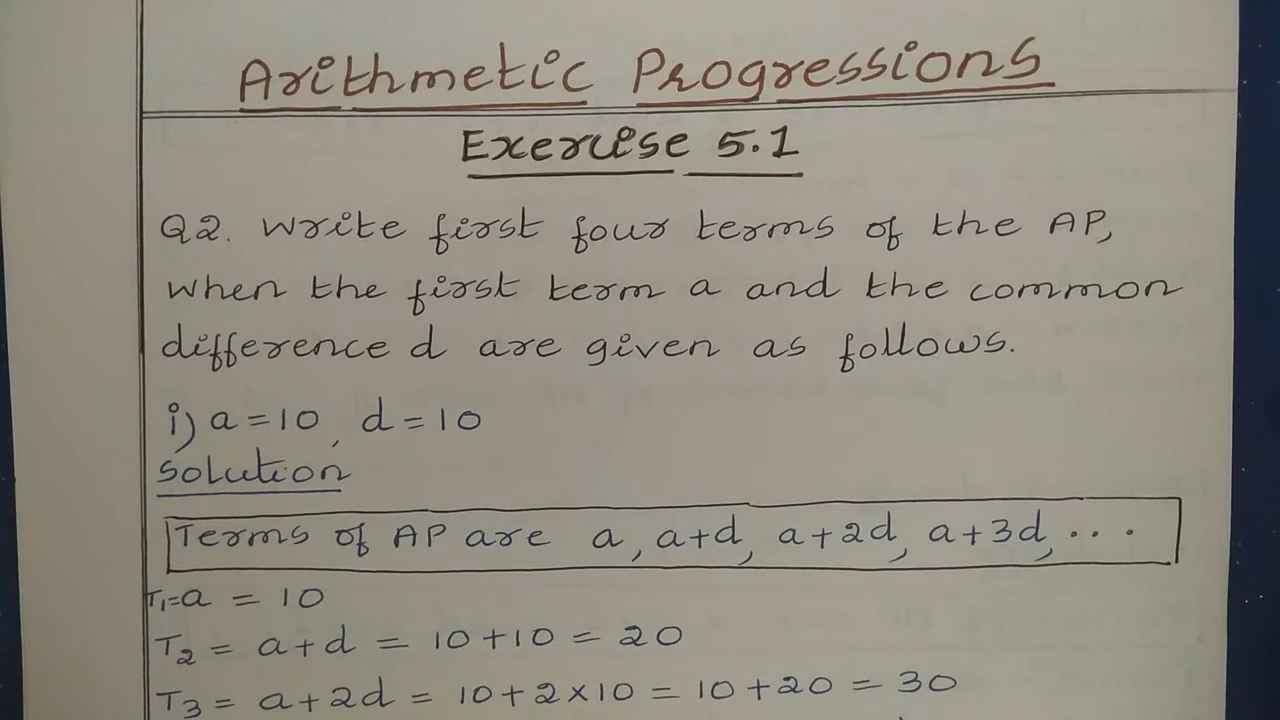 Arithmetic Progressions
Exercise 5.1
Q2. Write first four terms of the AP,
when the first term a and the common
difference d are given as follows.
i) a = 10, d = 10
Solution
Terms of AP are a, a+d, a+2d, a+3d, ...
T₁=a = 10
T₂ = a+d = 10+10 = 20
T₃ = a+2d = 10+2×10 = 10+20 = 30